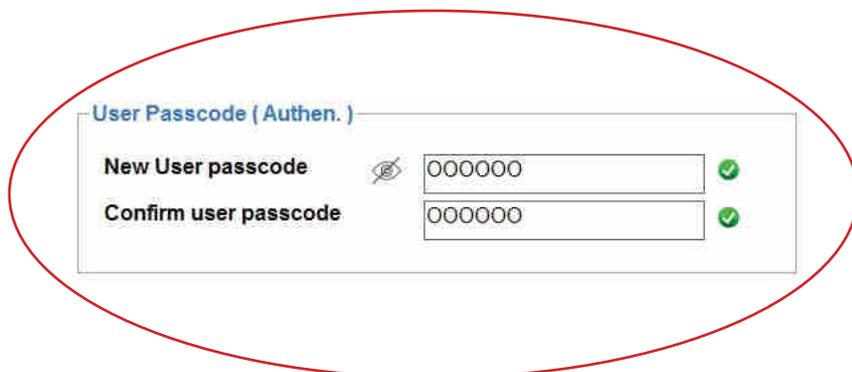 User Passcode ( Authen. )
New User passcode 000000
Confirm user passcode 000000